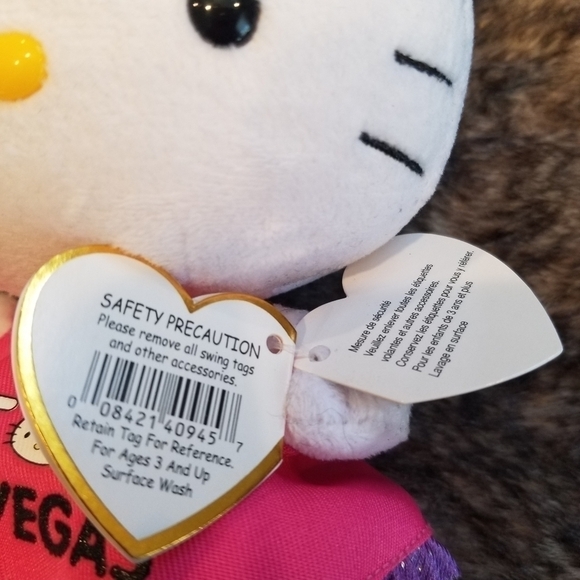 SAFETY PRECAUTION
Please remove all swing tags
and other accessories.
0 08421 40945 7
Retain Tag For Reference.
For Ages 3 And Up
Surface Wash
Mesure de sécurité
Veuillez enlever toutes les étiquettes
volantes et autres accessoires.
Conservez les étiquettes pour vous y référer.
Pour les enfants de 3 ans et plus
Lavage en surface
VEGAS